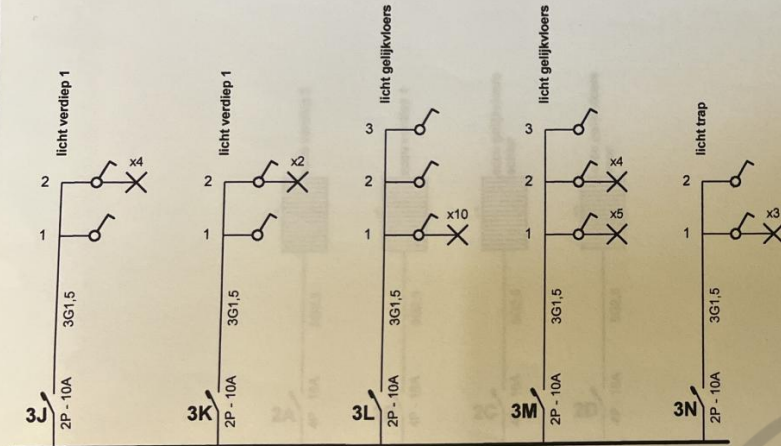 licht verdiep 1
2
x4
1
3G1,5
2P - 10A
3J
licht verdiep 1
2
x2
1
3G1,5
2P - 10A
3K
licht gelijkvloers
3
2
1
x10
3G1,5
2P - 10A
3L
licht gelijkvloers
3
2
x4
1
x5
3G1,5
2P - 10A
3M
licht trap
2
1
x3
3G1,5
2P - 10A
3N